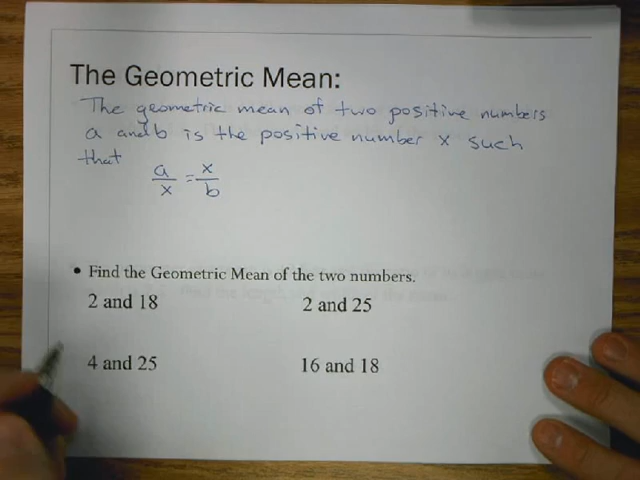 The Geometric Mean:
The geometric mean of two positive numbers
a and b is the positive number x such
that
a/x = x/b
• Find the Geometric Mean of the two numbers.
2 and 18 2 and 25
4 and 25 16 and 18